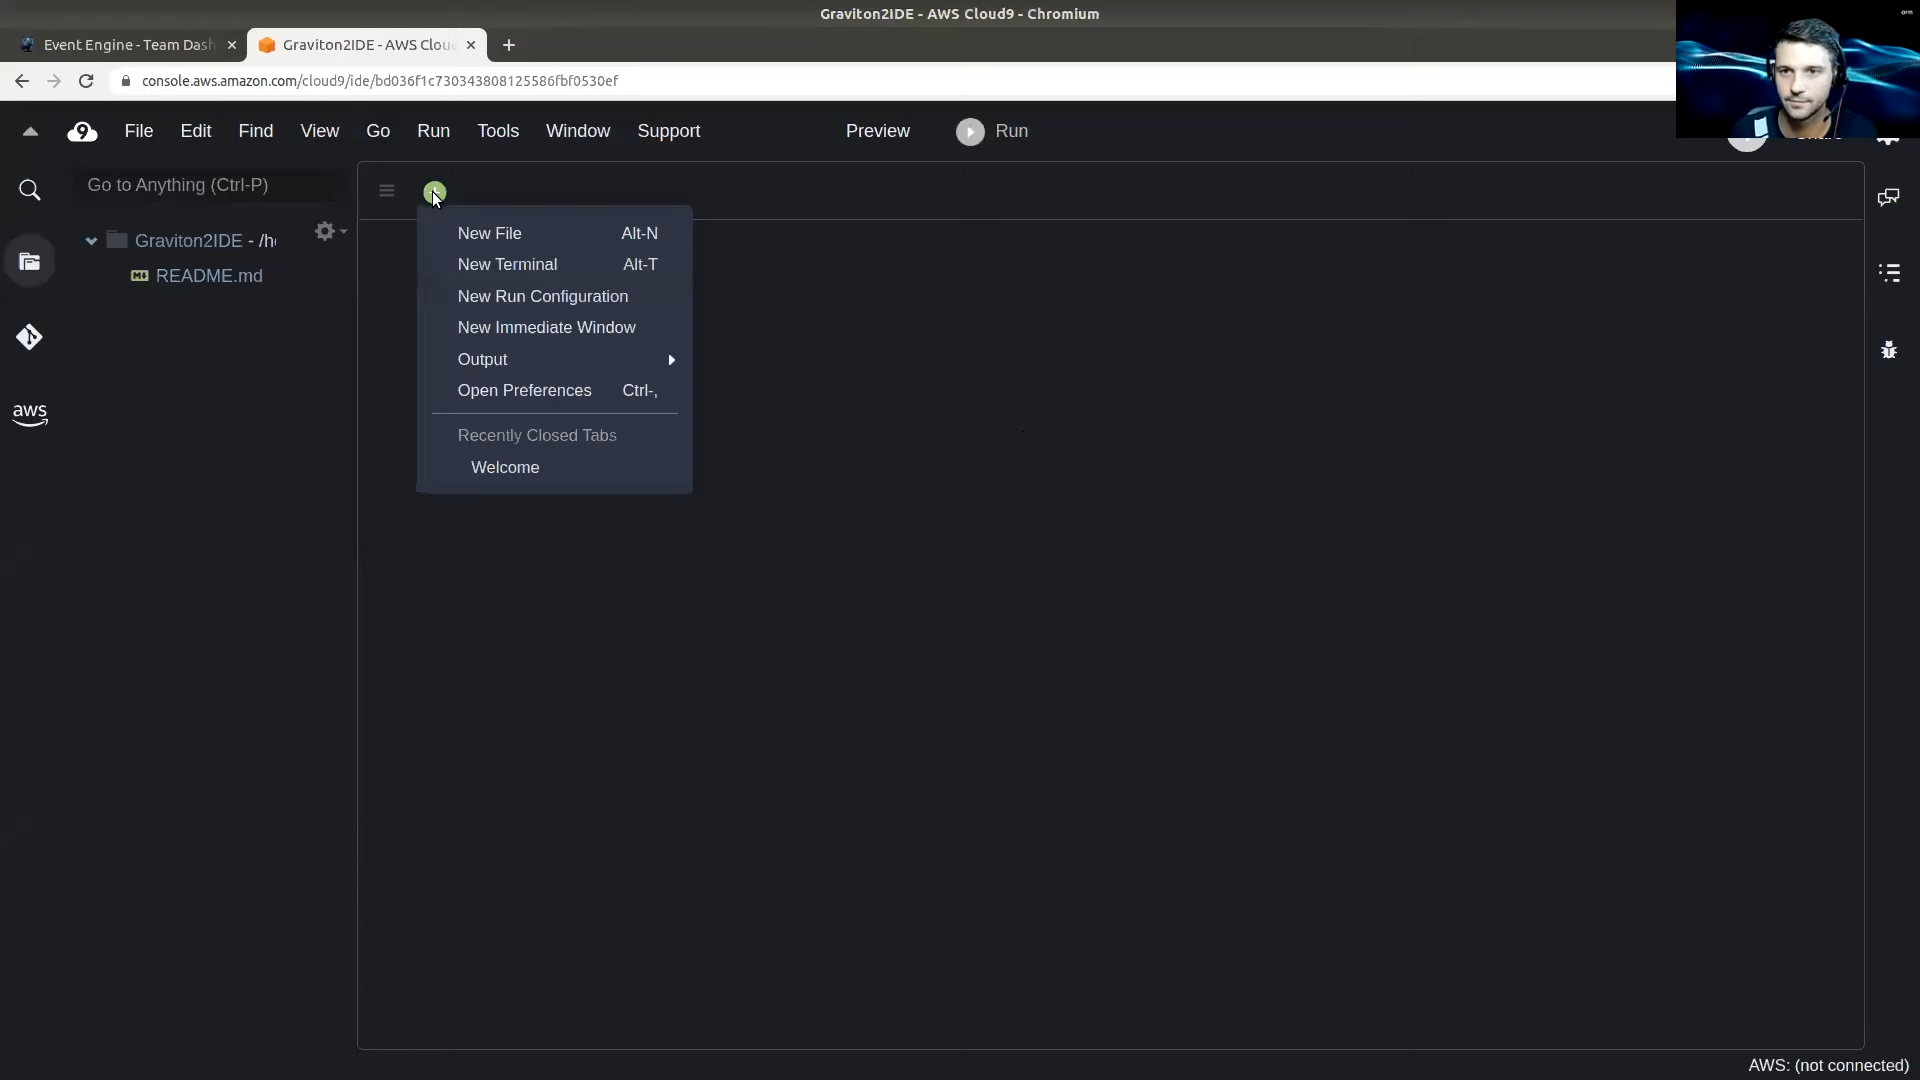 Graviton2IDE - AWS Cloud9 - Chromium
Event Engine - Team Dash
Graviton2IDE - AWS Clou
console.aws.amazon.com/cloud9/ide/bd036f1c730343808125586fbf0530ef
9 File Edit Find View Go Run Tools Window Support Preview Run
Go to Anything (Ctrl-P)
Graviton2IDE - /h
README.md
aws
New File Alt-N
New Terminal Alt-T
New Run Configuration
New Immediate Window
Output
Open Preferences Ctrl-,
Recently Closed Tabs
Welcome
arm
AWS: (not connected)